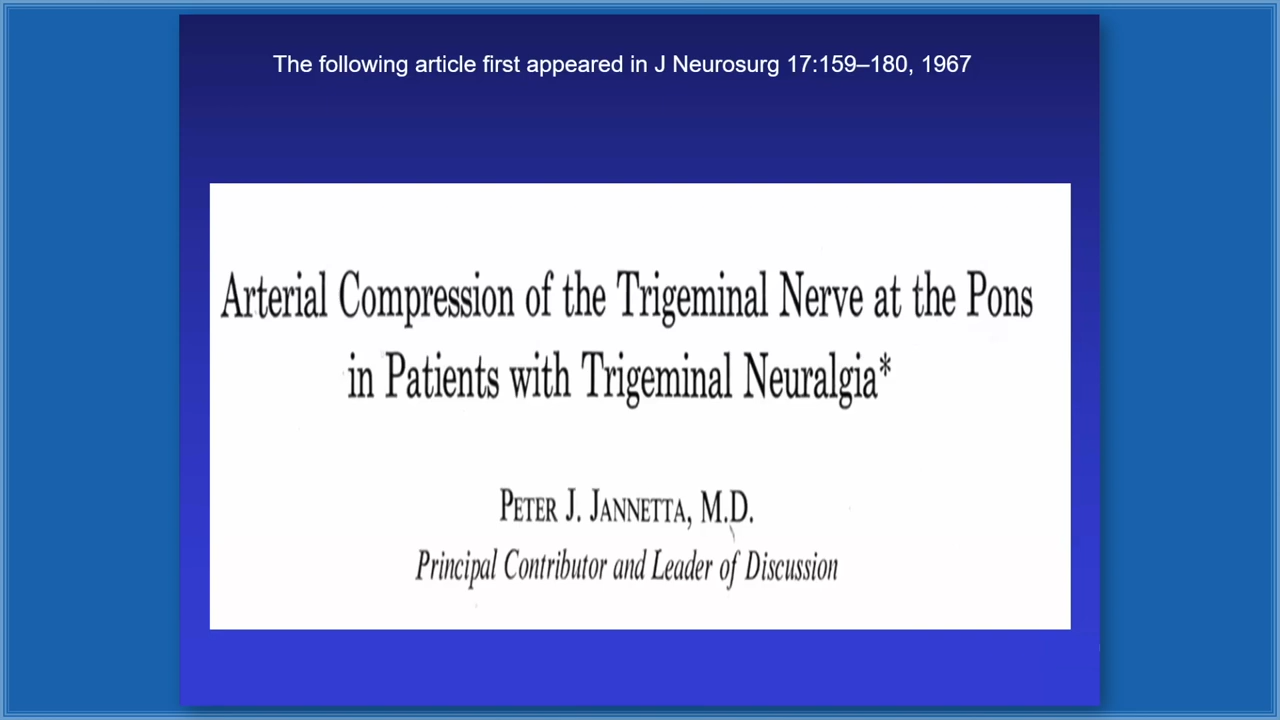 The following article first appeared in J Neurosurg 17:159–180, 1967
Arterial Compression of the Trigeminal Nerve at the Pons
in Patients with Trigeminal Neuralgia*
PETER J. JANNETTA, M.D.
Principal Contributor and Leader of Discussion